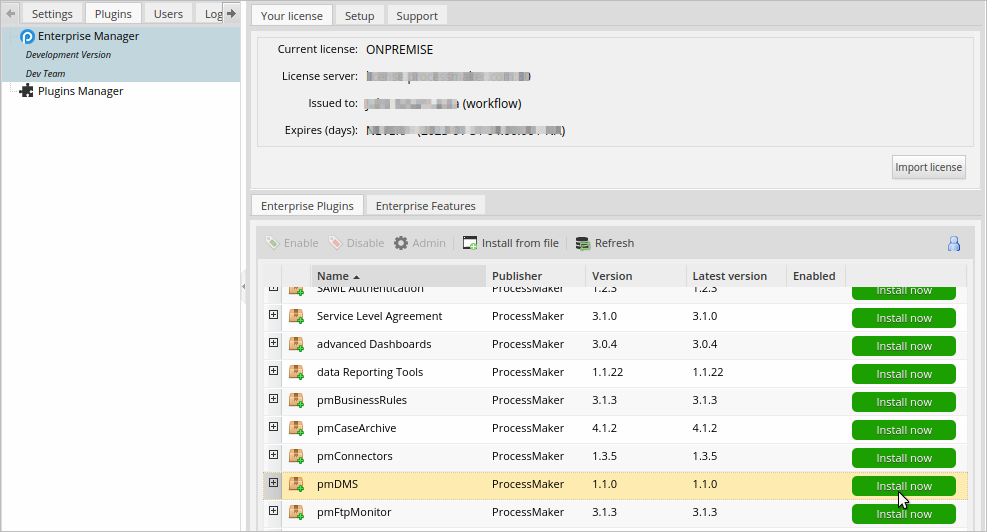 Settings Plugins Users Log
Enterprise Manager
Development Version
Dev Team
Plugins Manager
Your license Setup Support
Current license: ONPREMISE
License server:
Issued to: (workflow)
Expires (days):
Import license
Enterprise Plugins Enterprise Features
Enable Disable Admin Install from file Refresh
Name Publisher Version Latest version Enabled
SAML Authentication ProcessMaker 1.2.3 1.2.3 Install now
Service Level Agreement ProcessMaker 3.1.0 3.1.0 Install now
advanced Dashboards ProcessMaker 3.0.4 3.0.4 Install now
data Reporting Tools ProcessMaker 1.1.22 1.1.22 Install now
pmBusinessRules ProcessMaker 3.1.3 3.1.3 Install now
pmCaseArchive ProcessMaker 4.1.2 4.1.2 Install now
pmConnectors ProcessMaker 1.3.5 1.3.5 Install now
pmDMS ProcessMaker 1.1.0 1.1.0 Install now
pmFtpMonitor ProcessMaker 3.1.3 3.1.3 Install now